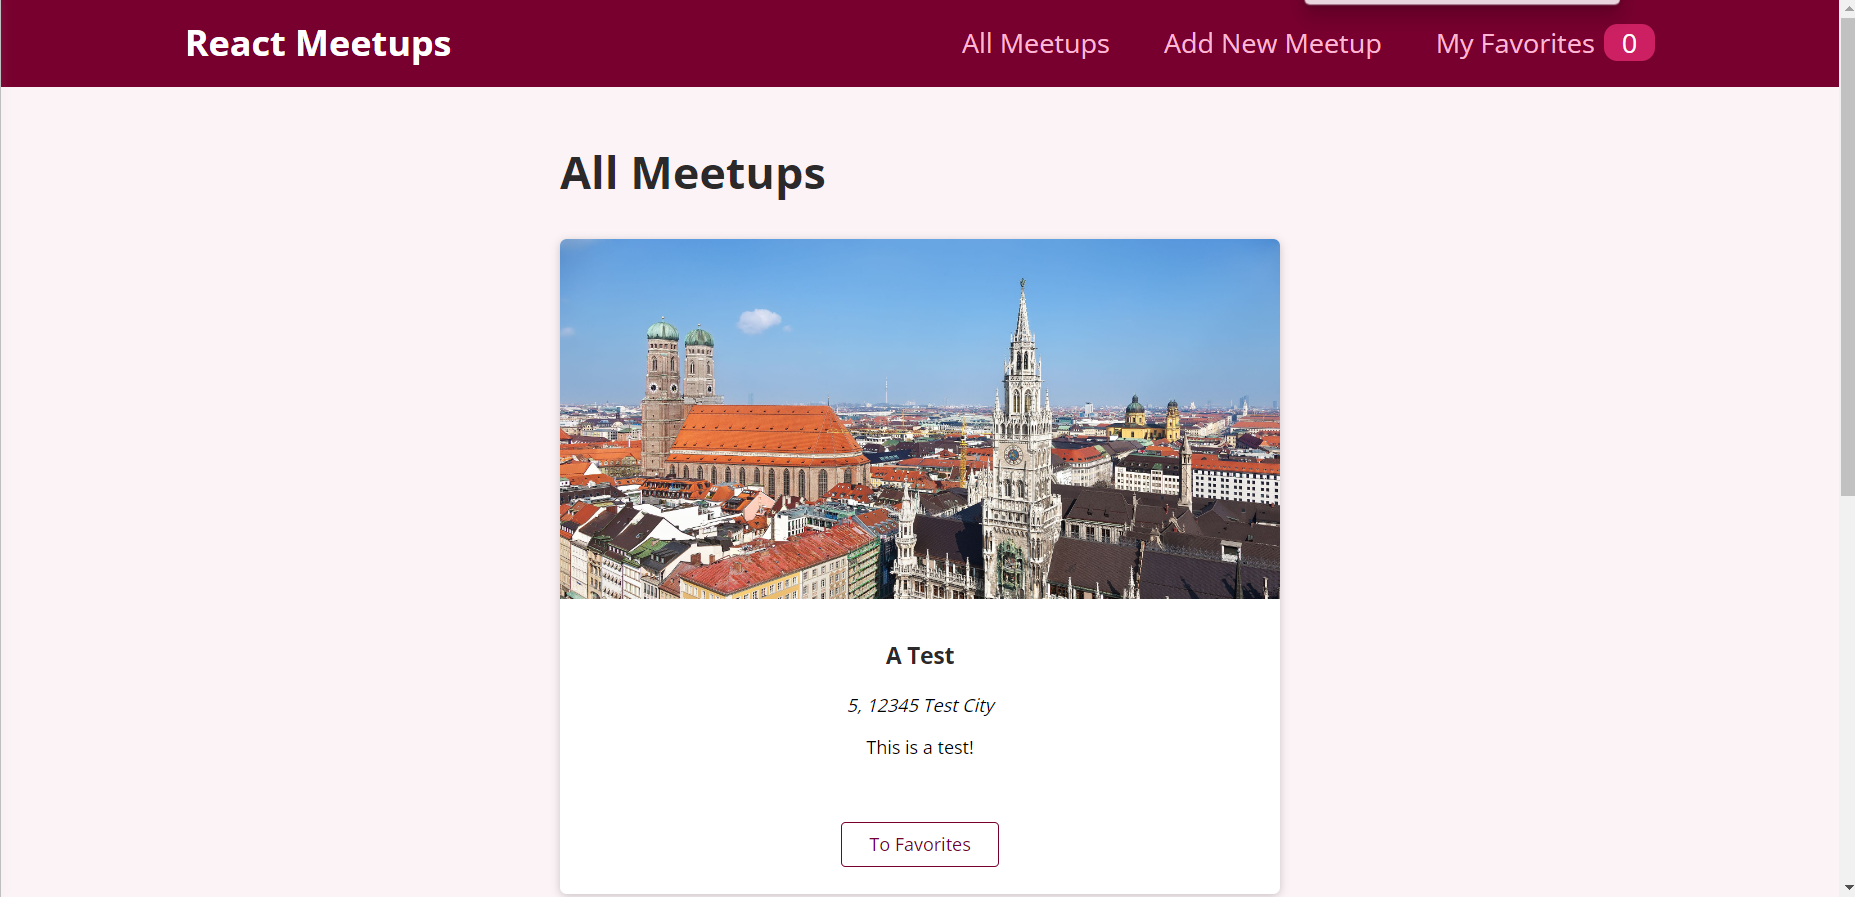 React Meetups
All Meetups
Add New Meetup
My Favorites 0
All Meetups
A Test
5, 12345 Test City
This is a test!
To Favorites